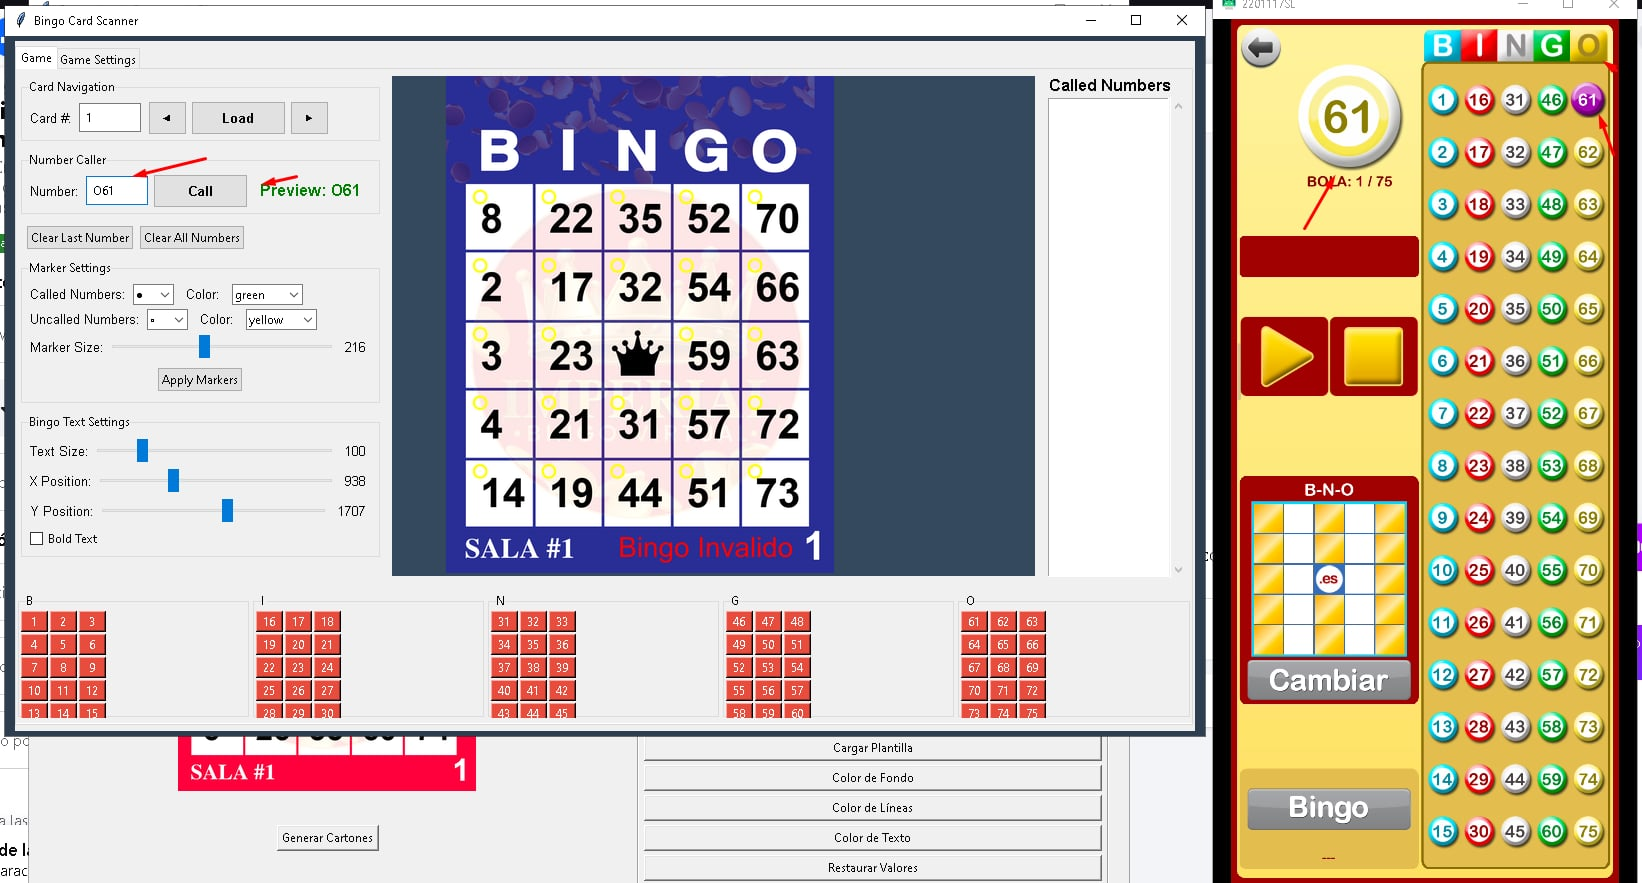 Bingo Card Scanner
Game Game Settings
Card Navigation
Card #: 1 ◄ Load ►
Number Caller
Number: O61 Call Preview: O61
Clear Last Number Clear All Numbers
Marker Settings
Called Numbers: ● Color: green
Uncalled Numbers: ▫ Color: yellow
Marker Size: 216
Apply Markers
Bingo Text Settings
Text Size: 100
X Position: 938
Y Position: 1707
Bold Text
BINGO
8 22 35 52 70
2 17 32 54 66
3 23 59 63
4 21 31 57 72
14 19 44 51 73
IMPERIAL
SALA #1 Bingo Invalido 1
Called Numbers
B I N G O
1 2 3 16 17 18 31 32 33 46 47 48 61 62 63
4 5 6 19 20 21 34 35 36 49 50 51 64 65 66
7 8 9 22 23 24 37 38 39 52 53 54 67 68 69
10 11 12 25 26 27 40 41 42 55 56 57 70 71 72
13 14 15 28 29 30 43 44 45 58 59 60 73 74 75
SALA #1 1
Generar Cartones
Cargar Plantilla
Color de Fondo
Color de Líneas
Color de Texto
Restaurar Valores
2201117SL
61
BOLA: 1 / 75
B-N-O
.es
Cambiar
Bingo
---
B I N G O
1 16 31 46 61
2 17 32 47 62
3 18 33 48 63
4 19 34 49 64
5 20 35 50 65
6 21 36 51 66
7 22 37 52 67
8 23 38 53 68
9 24 39 54 69
10 25 40 55 70
11 26 41 56 71
12 27 42 57 72
13 28 43 58 73
14 29 44 59 74
15 30 45 60 75